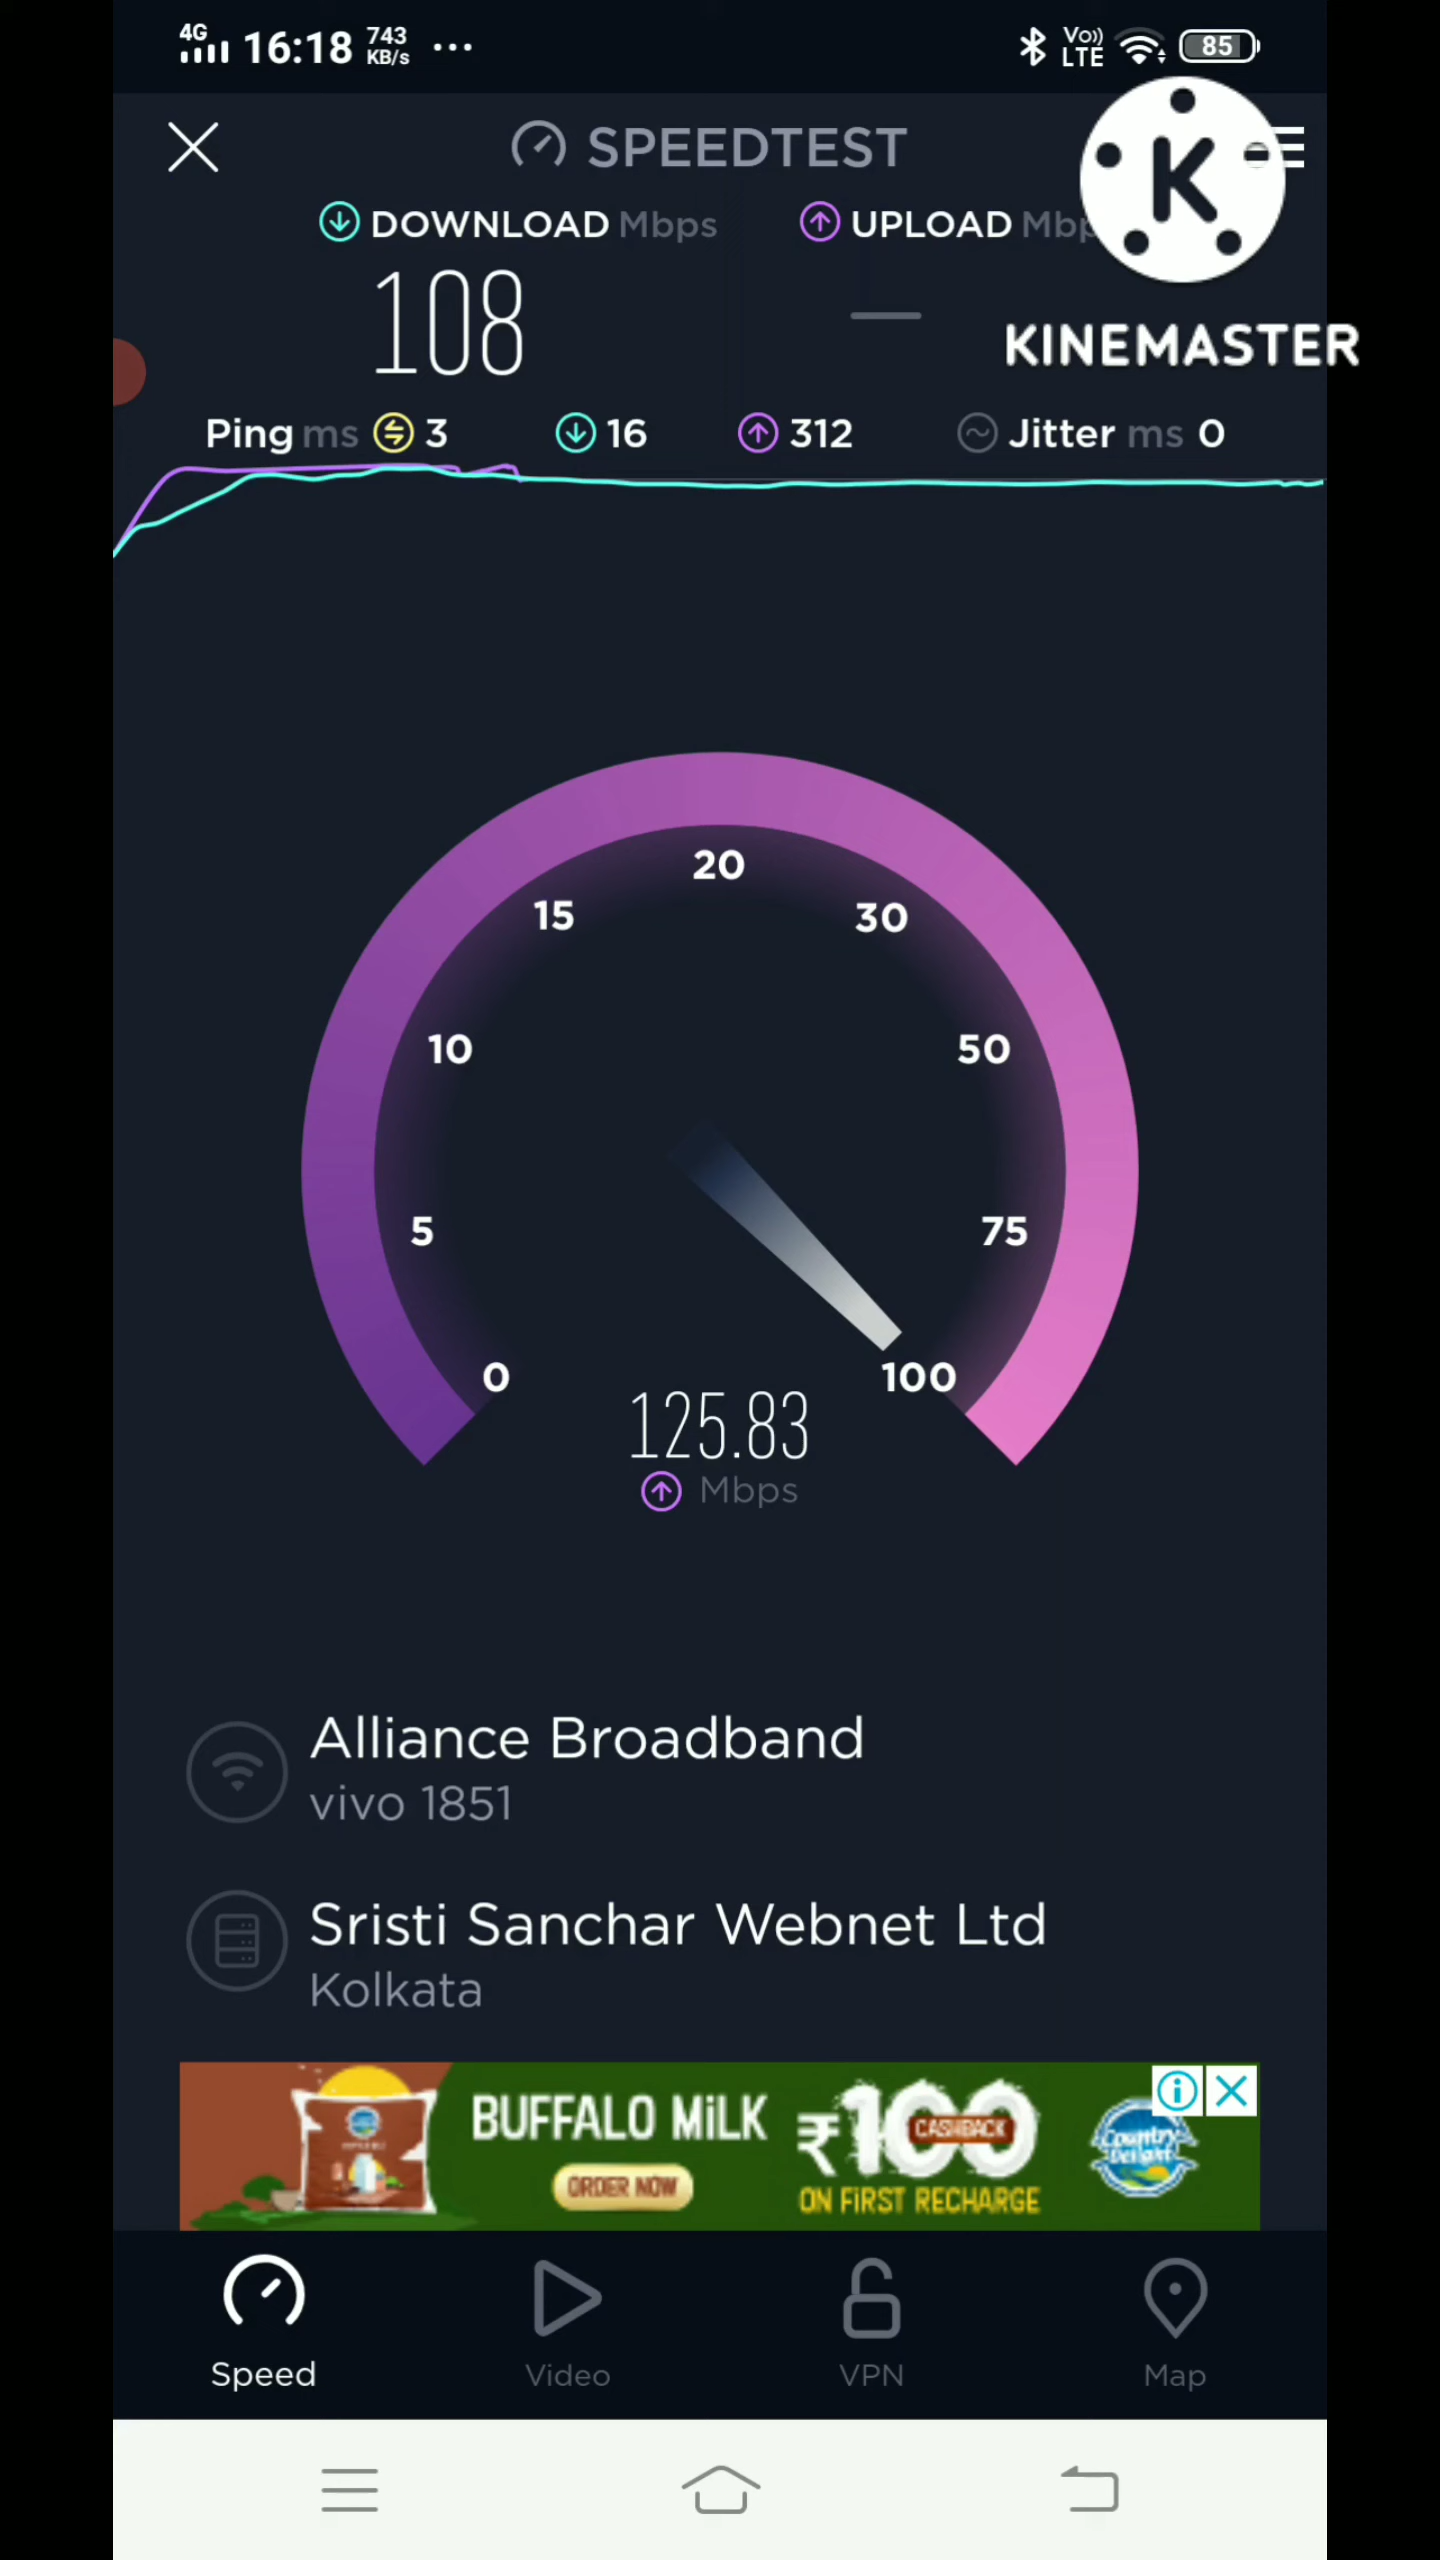 4G 16:18 743 KB/s ... Vo)) LTE 85
SPEEDTEST
K
KINEMASTER
DOWNLOAD Mbps UPLOAD Mbp
108 —
Ping ms 3 16 312 Jitter ms 0
20
15 30
10 50
5 75
0 100
125.83
Mbps
Alliance Broadband
vivo 1851
Sristi Sanchar Webnet Ltd
Kolkata
BUFFALO MiLK
ORDER NOW
₹100
CASHBACK
ON FiRST RECHARGE
Country Delight
Speed Video VPN Map